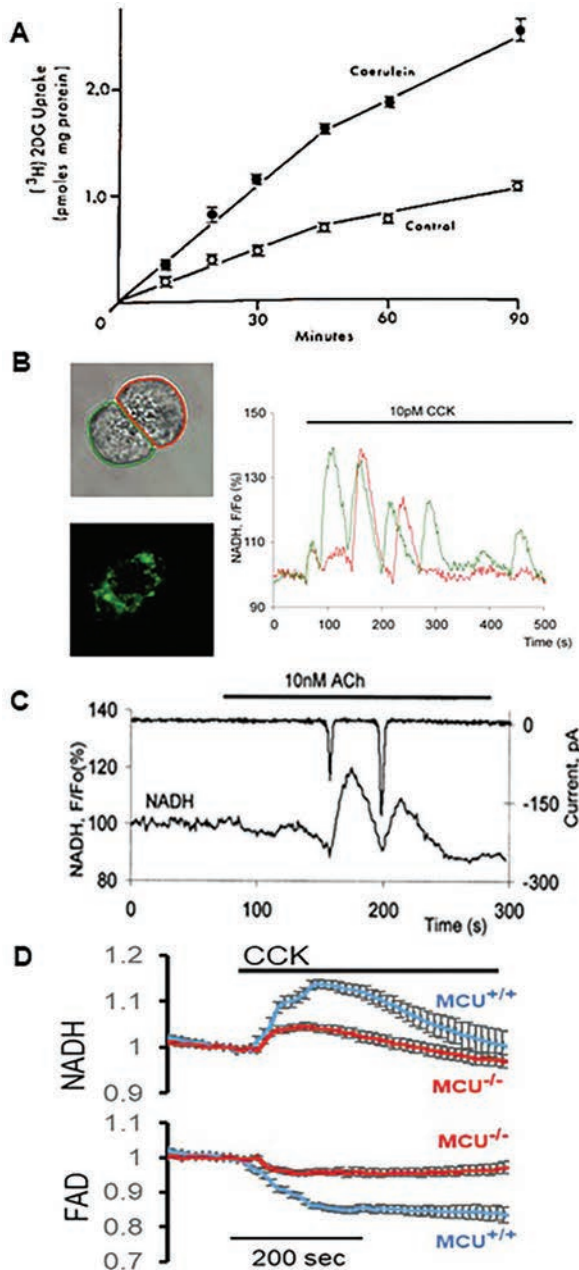 A
[³H] 2DG Uptake
[pmoles mg protein]
2.0
1.0
O
Coerulein
Control
30
60
90
Minutes
B
10pM CCK
NADH, F/Fo (%)
150
130
110
90
0
100
200
300
400
500
Time (s)
C
10nM ACh
NADH, F/Fo(%)
140
120
100
80
NADH
0
-150
-300
Current, pA
0
100
200
300
Time (s)
D
CCK
NADH
1.2
1.1
1
0.9
MCU+/+
MCU-/-
FAD
1.1
1
0.9
0.8
0.7
MCU-/-
MCU+/+
200 sec